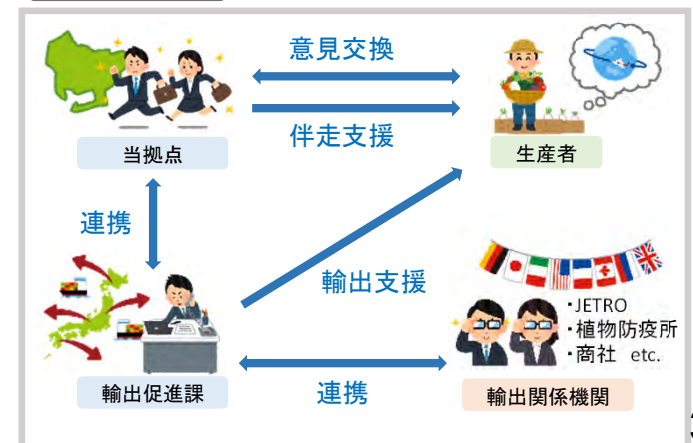 意見交換
伴走支援
当拠点
生産者
連携
輸出支援
・JETRO
・植物防疫所
・商社 etc.
輸出促進課
連携
輸出関係機関